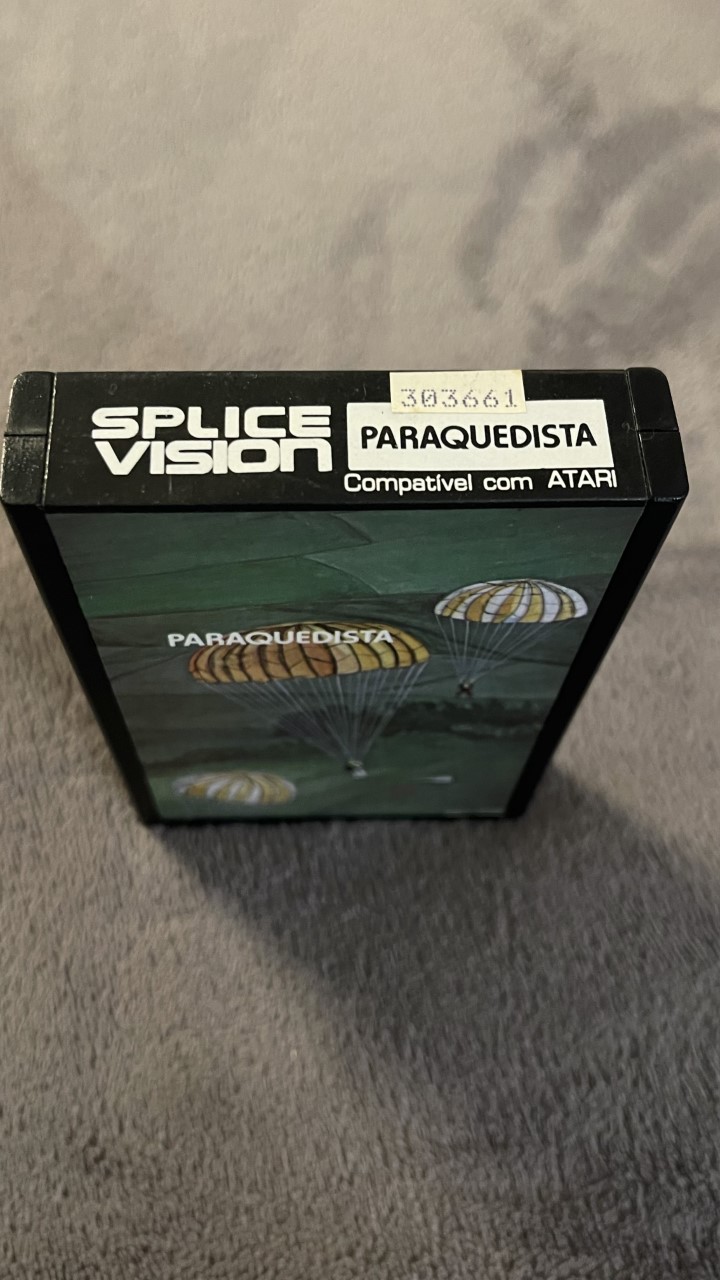 303661
SPLICE
VISION
PARAQUEDISTA
Compatível com ATARI
PARAQUEDISTA